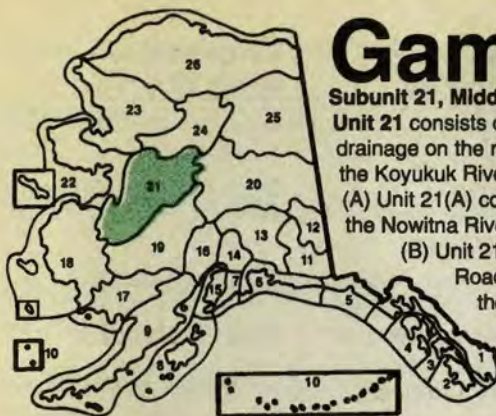 Gam
Subunit 21, Midd
Unit 21 consists o
drainage on the r
the Koyukuk Rive
(A) Unit 21(A) co
the Nowitna Rive
(B) Unit 21
Road
the
26
23
24
25
22
21
20
18
19
16
14
13
12
11
17
15
7
6
5
9
8
4
3
1
2
10
10